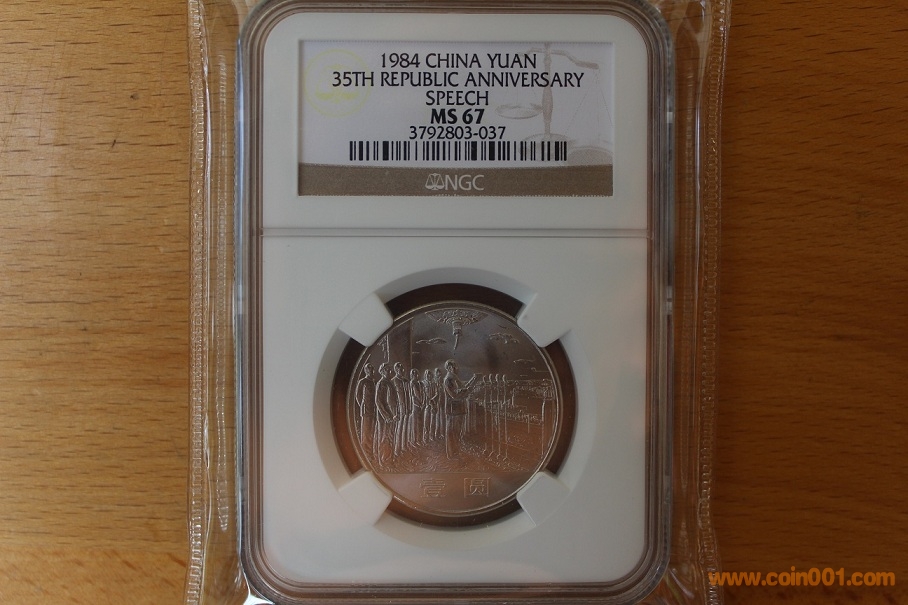 1984 CHINA YUAN
35TH REPUBLIC ANNIVERSARY
SPEECH
MS 67
3792803-037
NGC
壹圆
www.coin001.com